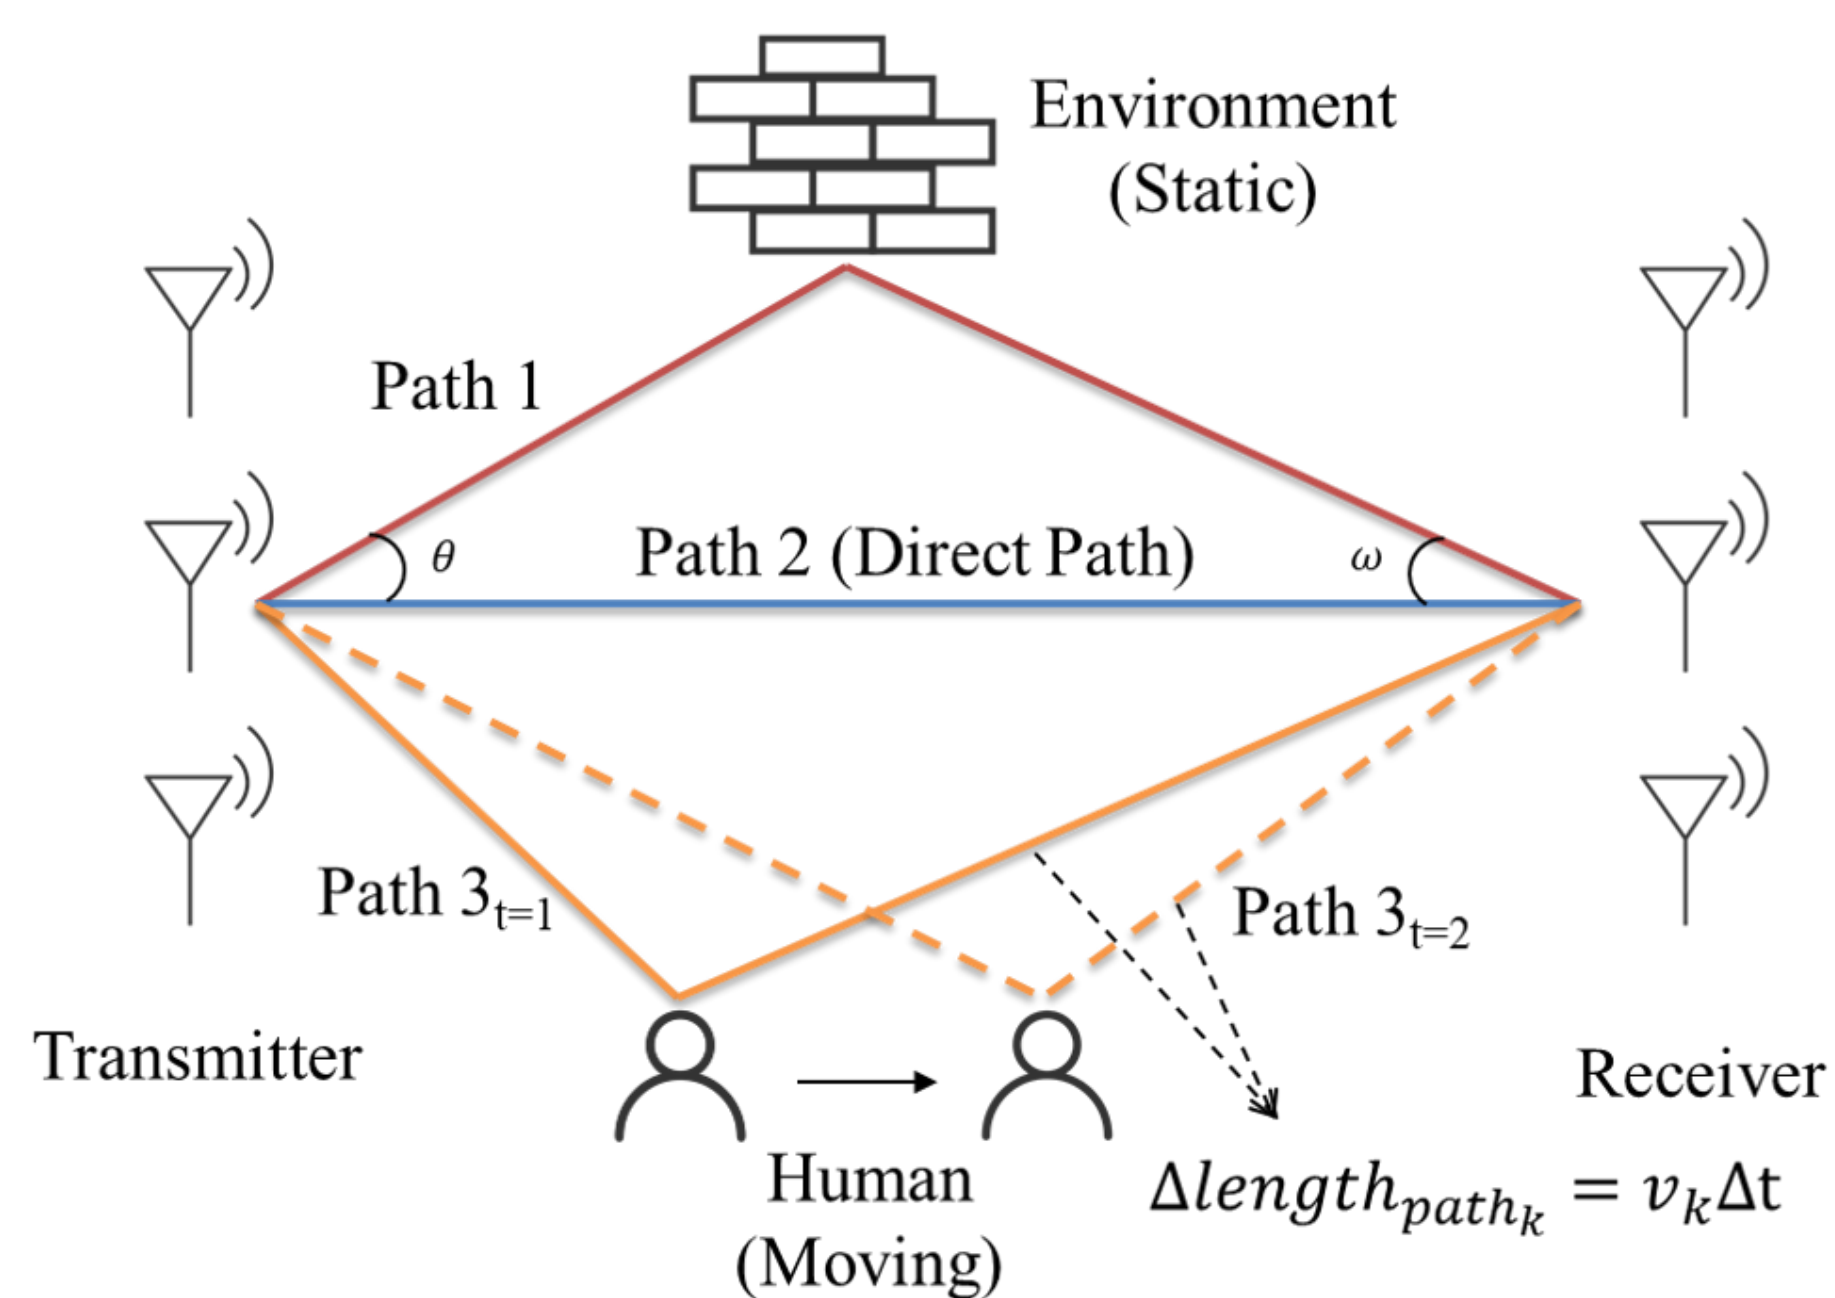 Environment
(Static)
Path 1
θ
Path 2 (Direct Path)
ω
Path 3t=1
Path 3t=2
Transmitter
Receiver
Human
(Moving)
Δlengthpathk = vkΔt